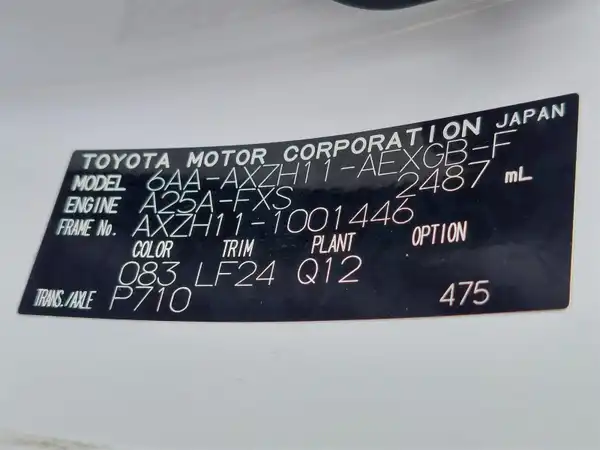 TOYOTA MOTOR CORPORATION JAPAN
MODEL 6AA-AXZH11-AEXGB-F
ENGINE A25A-FXS 2487 mL
FRAME No. AXZH11-1001446
COLOR TRIM PLANT OPTION
083 LF24 Q12
TRANS./AXLE P710 475